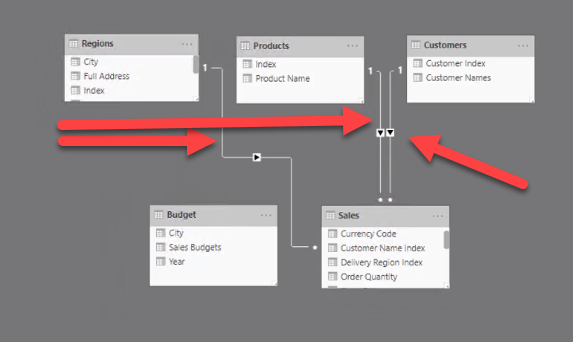 Regions
City
Full Address
Index
1
Products
Index
Product Name
1
1
Customers
Customer Index
Customer Names
Budget
City
Sales Budgets
Year
Sales
Currency Code
Customer Name Index
Delivery Region Index
Order Quantity